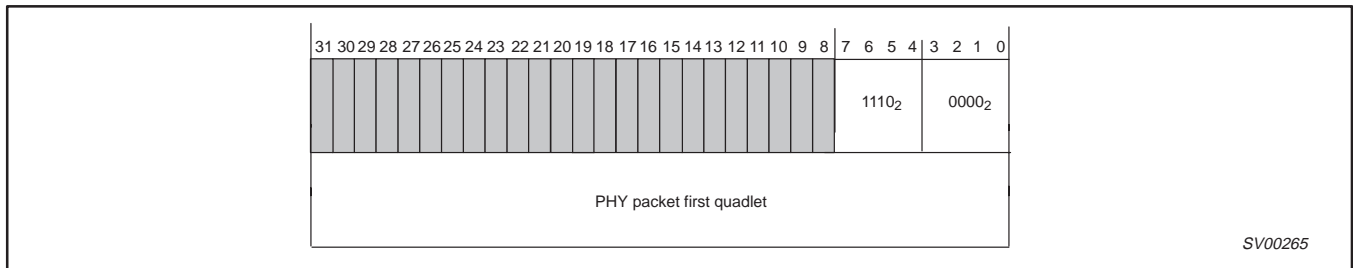 31 30 29 28 27 26 25 24 23 22 21 20 19 18 17 16 15 14 13 12 11 10 9 8 7 6 5 4 3 2 1 0
1110₂ 0000₂
PHY packet first quadlet
SV00265